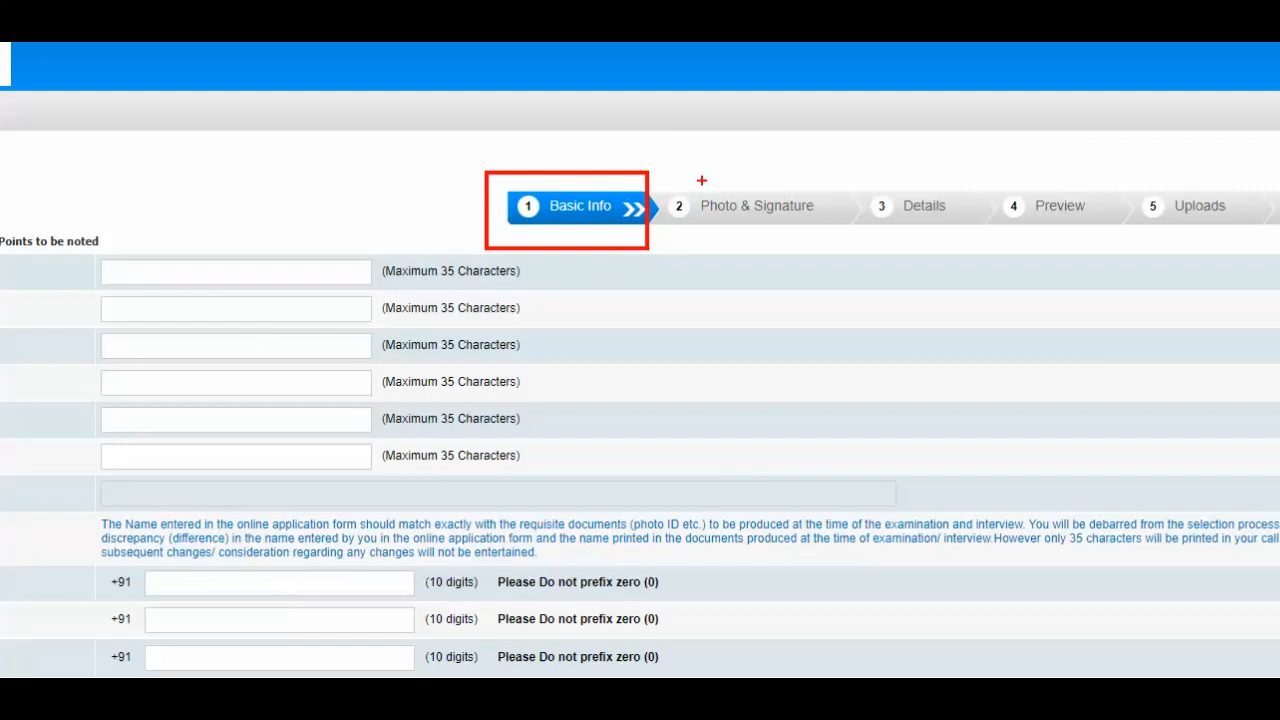 1 Basic Info 2 Photo & Signature 3 Details 4 Preview 5 Uploads
Points to be noted
(Maximum 35 Characters)
(Maximum 35 Characters)
(Maximum 35 Characters)
(Maximum 35 Characters)
(Maximum 35 Characters)
(Maximum 35 Characters)
The Name entered in the online application form should match exactly with the requisite documents (photo ID etc.) to be produced at the time of the examination and interview. You will be debarred from the selection process
discrepancy (difference) in the name entered by you in the online application form and the name printed in the documents produced at the time of examination/ interview.However only 35 characters will be printed in your call
subsequent changes/ consideration regarding any changes will not be entertained.
+91 (10 digits) Please Do not prefix zero (0)
+91 (10 digits) Please Do not prefix zero (0)
+91 (10 digits) Please Do not prefix zero (0)